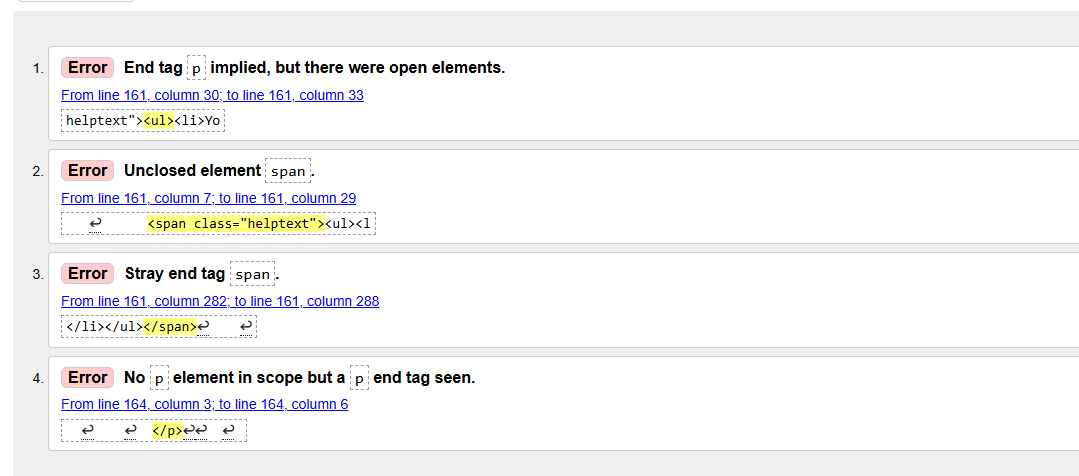 1. Error End tag p implied, but there were open elements.
From line 161, column 30; to line 161, column 33
helptext"><ul><li>Yo
2. Error Unclosed element span.
From line 161, column 7; to line 161, column 29
↩ <span class="helptext"><ul><l
3. Error Stray end tag span.
From line 161, column 282; to line 161, column 288
</li></ul></span>↩ ↩
4. Error No p element in scope but a p end tag seen.
From line 164, column 3; to line 164, column 6
↩ ↩ </p>↩↩ ↩